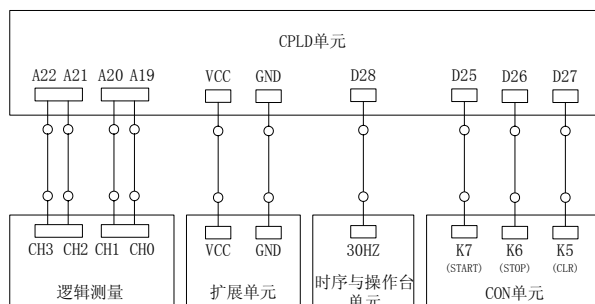 CPLD单元
A22 A21 A20 A19 VCC GND D28 D25 D26 D27
CH3 CH2 CH1 CH0 VCC GND 30HZ K7 K6 K5
(START) (STOP) (CLR)
逻辑测量 扩展单元 时序与操作台单元 CON单元